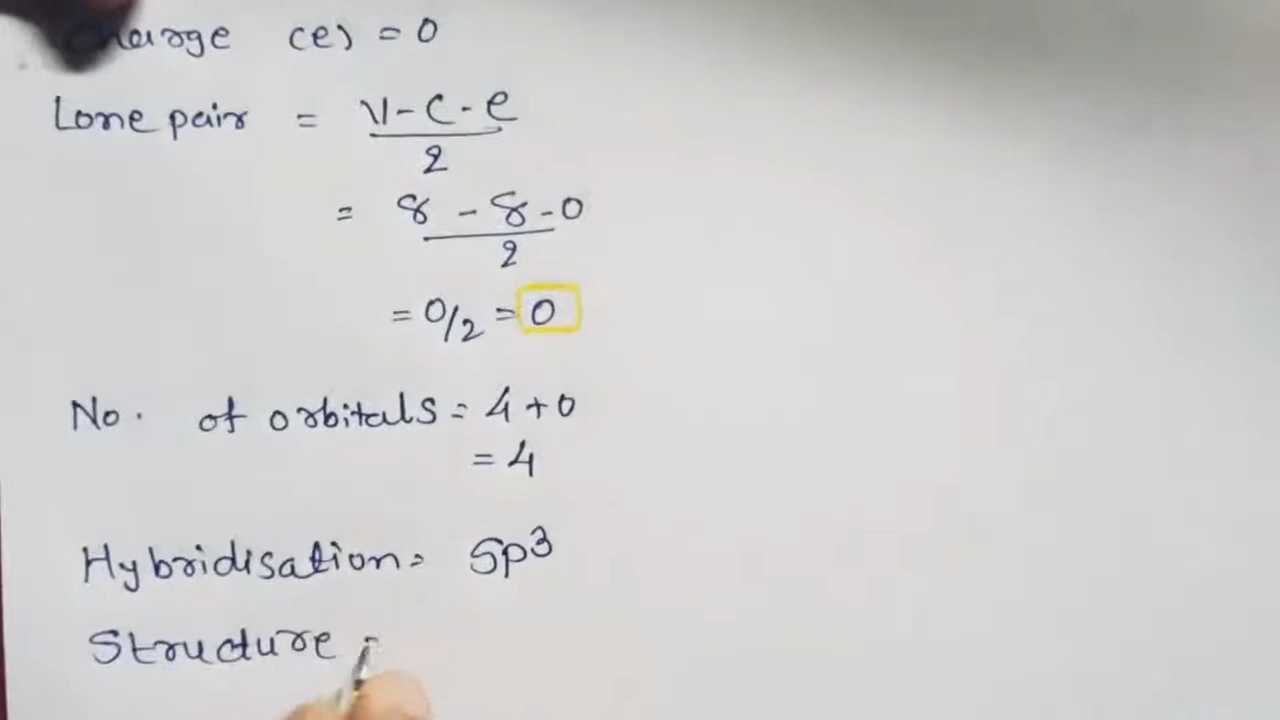 charge (e) = 0
Lone pair = V-C-e
2
= 8 - 8-0
2
= 0/2 = 0
No. of orbitals = 4+0
= 4
Hybridisation = Sp³
Structure =